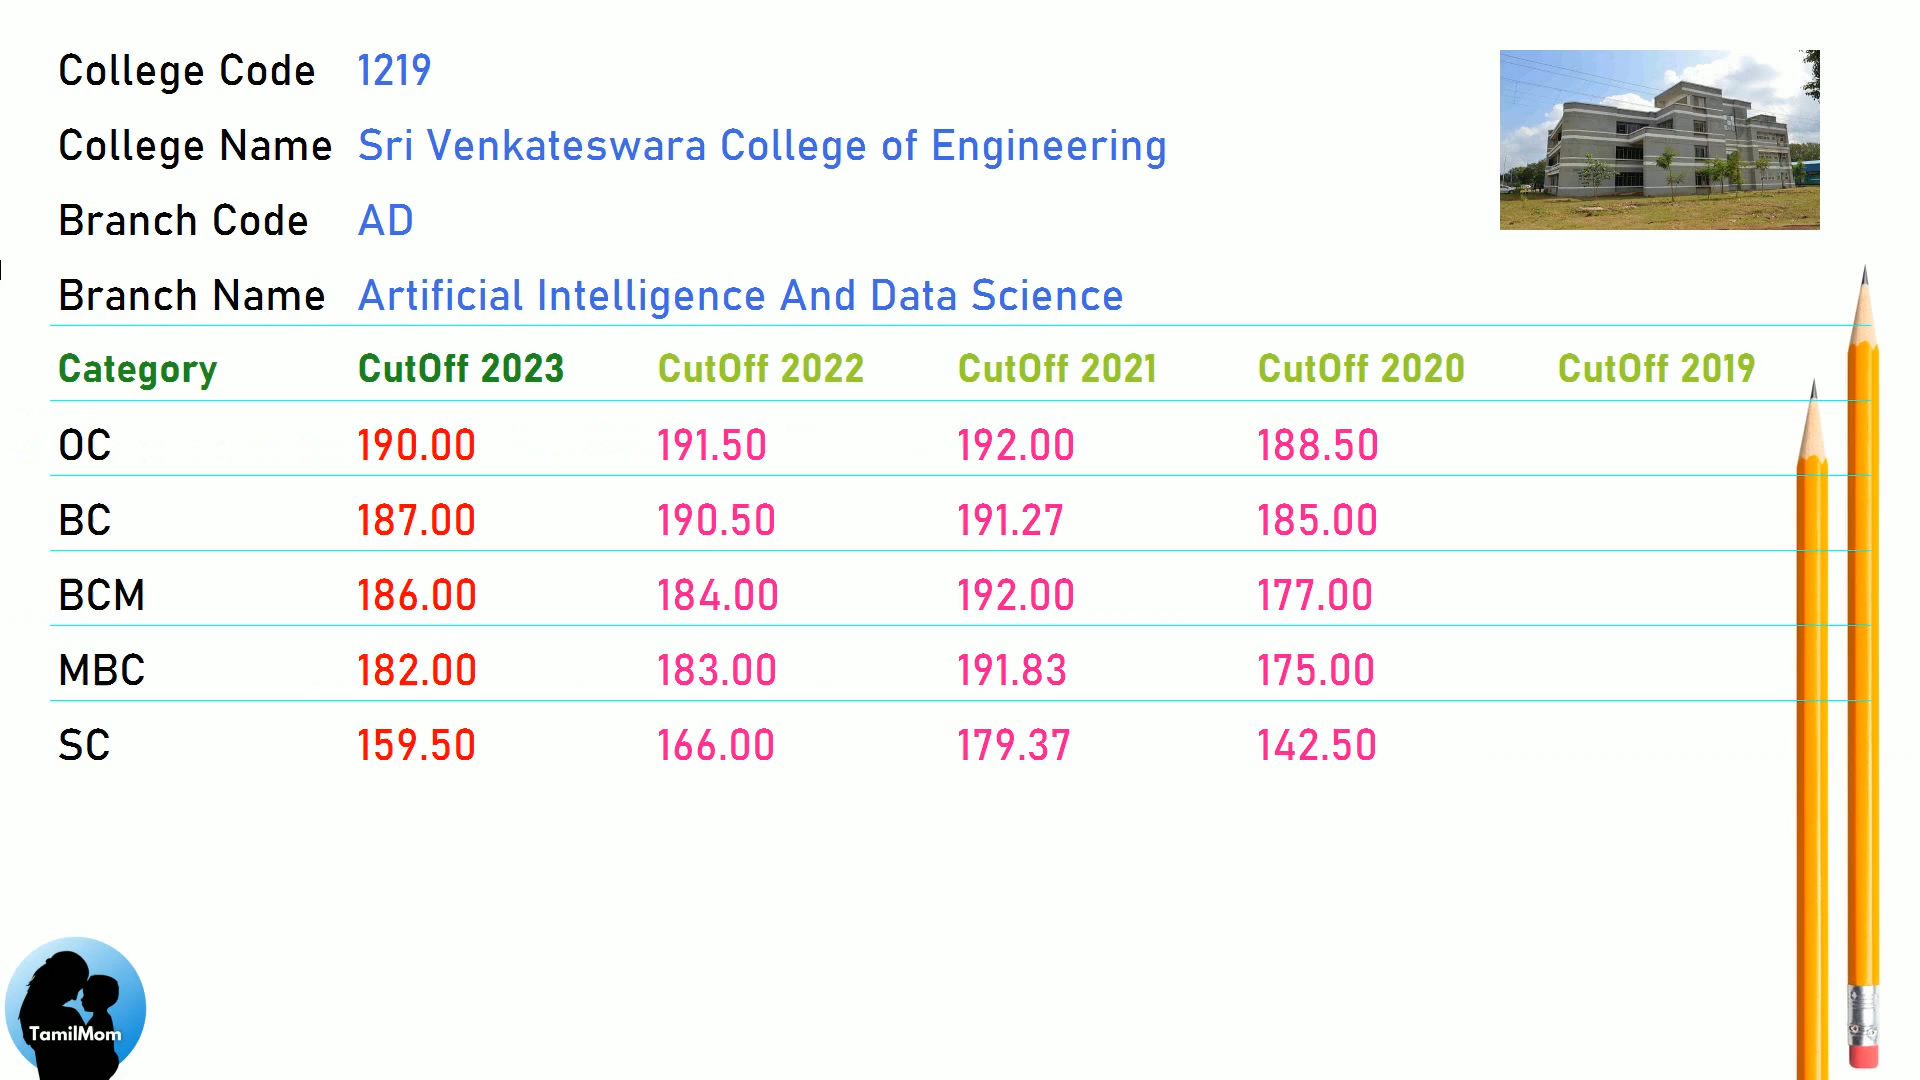 College Code 1219
College Name Sri Venkateswara College of Engineering
Branch Code AD
Branch Name Artificial Intelligence And Data Science
Category CutOff 2023 CutOff 2022 CutOff 2021 CutOff 2020 CutOff 2019
OC 190.00 191.50 192.00 188.50
BC 187.00 190.50 191.27 185.00
BCM 186.00 184.00 192.00 177.00
MBC 182.00 183.00 191.83 175.00
SC 159.50 166.00 179.37 142.50
TamilMom